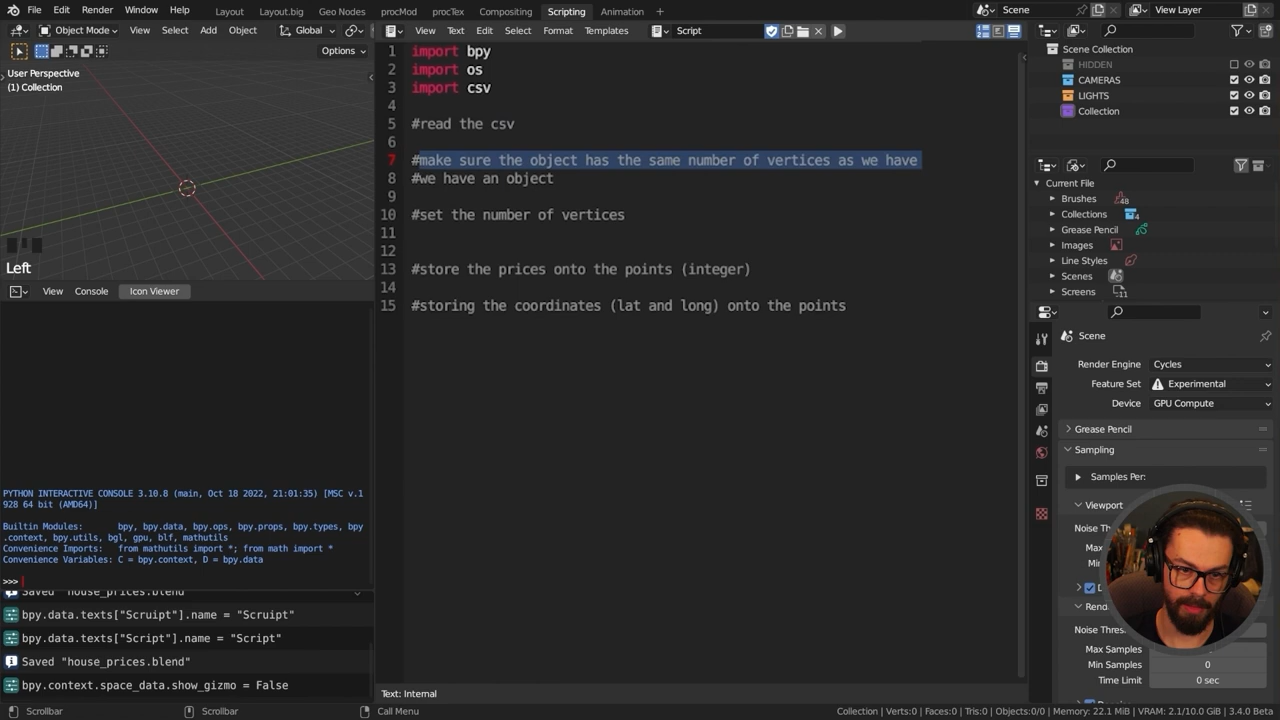 File Edit Render Window Help
Layout Layout.big Geo Nodes procMod procTex Compositing Scripting Animation
Scene
View Layer
Object Mode View Select Add Object Global
Options
User Perspective
(1) Collection
Left
View Text Edit Select Format Templates
Script
1 import bpy
2 import os
3 import csv
4
5 #read the csv
6
7 #make sure the object has the same number of vertices as we have
8 #we have an object
9
10 #set the number of vertices
11
12
13 #store the prices onto the points (integer)
14
15 #storing the coordinates (lat and long) onto the points
View Console Icon Viewer
PYTHON INTERACTIVE CONSOLE 3.10.8 (main, Oct 18 2022, 21:01:35) [MSC v.1
928 64 bit (AMD64)]
Builtin Modules: bpy, bpy.data, bpy.ops, bpy.props, bpy.types, bpy
.context, bpy.utils, bgl, gpu, blf, mathutils
Convenience Imports: from mathutils import *; from math import *
Convenience Variables: C = bpy.context, D = bpy.data
>>>
Saved "house_prices.blend"
bpy.data.texts["Scruipt"].name = "Scruipt"
bpy.data.texts["Script"].name = "Script"
Saved "house_prices.blend"
bpy.context.space_data.show_gizmo = False
Text: Internal
Scene Collection
HIDDEN
CAMERAS
LIGHTS
Collection
Current File
Brushes 48
Collections 4
Grease Pencil
Images
Line Styles
Scenes
Screens 11
Scene
Render Engine Cycles
Feature Set Experimental
Device GPU Compute
Grease Pencil
Sampling
Samples Per:
Viewport
Noise Th
Max
Min
D
Rend
Noise Thres
Max Samples
Min Samples 0
Time Limit 0 sec
Scrollbar Scrollbar Call Menu
Collection | Verts:0 | Faces:0 | Tris:0 | Objects:0/0 | Memory: 22.1 MiB | VRAM: 2.1/10.0 GiB | 3.4.0 Beta